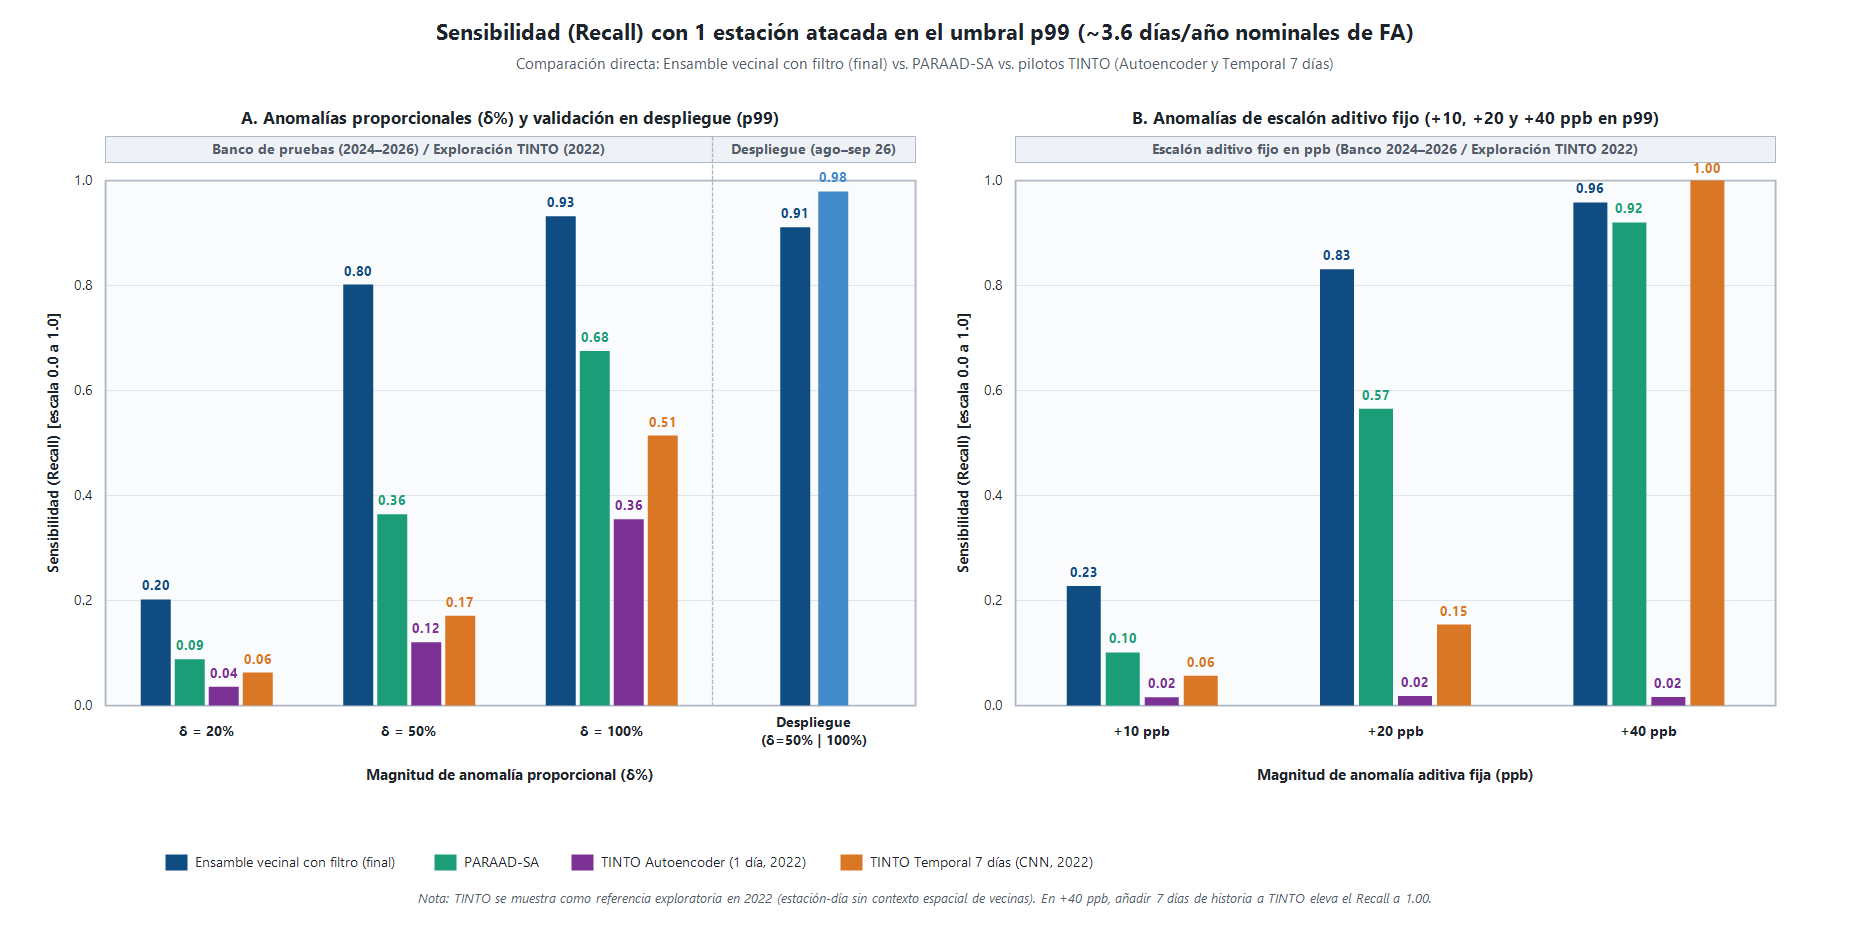 Sensibilidad (Recall) con 1 estación atacada en el umbral p99 (~3.6 días/año nominales de FA)
Comparación directa: Ensamble vecinal con filtro (final) vs. PARAAD-SA vs. pilotos TINTO (Autoencoder y Temporal 7 días)
A. Anomalías proporcionales (δ%) y validación en despliegue (p99)
Banco de pruebas (2024–2026) / Exploración TINTO (2022)
Despliegue (ago–sep 26)
Sensibilidad (Recall) [escala 0.0 a 1.0]
1.0
0.8
0.6
0.4
0.2
0.0
0.20
0.09
0.04
0.06
0.80
0.36
0.12
0.17
0.93
0.68
0.36
0.51
0.91
0.98
δ = 20%
δ = 50%
δ = 100%
Despliegue
(δ=50% | 100%)
Magnitud de anomalía proporcional (δ%)
B. Anomalías de escalón aditivo fijo (+10, +20 y +40 ppb en p99)
Escalón aditivo fijo en ppb (Banco 2024–2026 / Exploración TINTO 2022)
Sensibilidad (Recall) [escala 0.0 a 1.0]
1.0
0.8
0.6
0.4
0.2
0.0
0.23
0.10
0.02
0.06
0.83
0.57
0.02
0.15
0.96
0.92
0.02
1.00
+10 ppb
+20 ppb
+40 ppb
Magnitud de anomalía aditiva fija (ppb)
Ensamble vecinal con filtro (final)
PARAAD-SA
TINTO Autoencoder (1 día, 2022)
TINTO Temporal 7 días (CNN, 2022)
Nota: TINTO se muestra como referencia exploratoria en 2022 (estación-día sin contexto espacial de vecinas). En +40 ppb, añadir 7 días de historia a TINTO eleva el Recall a 1.00.